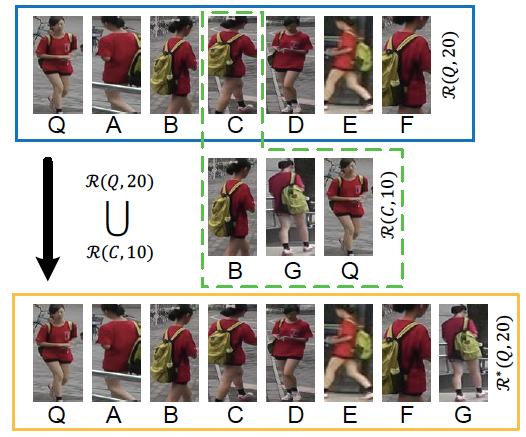 Q A B C D E F
ℛ(Q, 20)
ℛ(Q, 20)
⋃
ℛ(C, 10)
B G Q
ℛ(C, 10)
Q A B C D E F G
ℛ*(Q, 20)